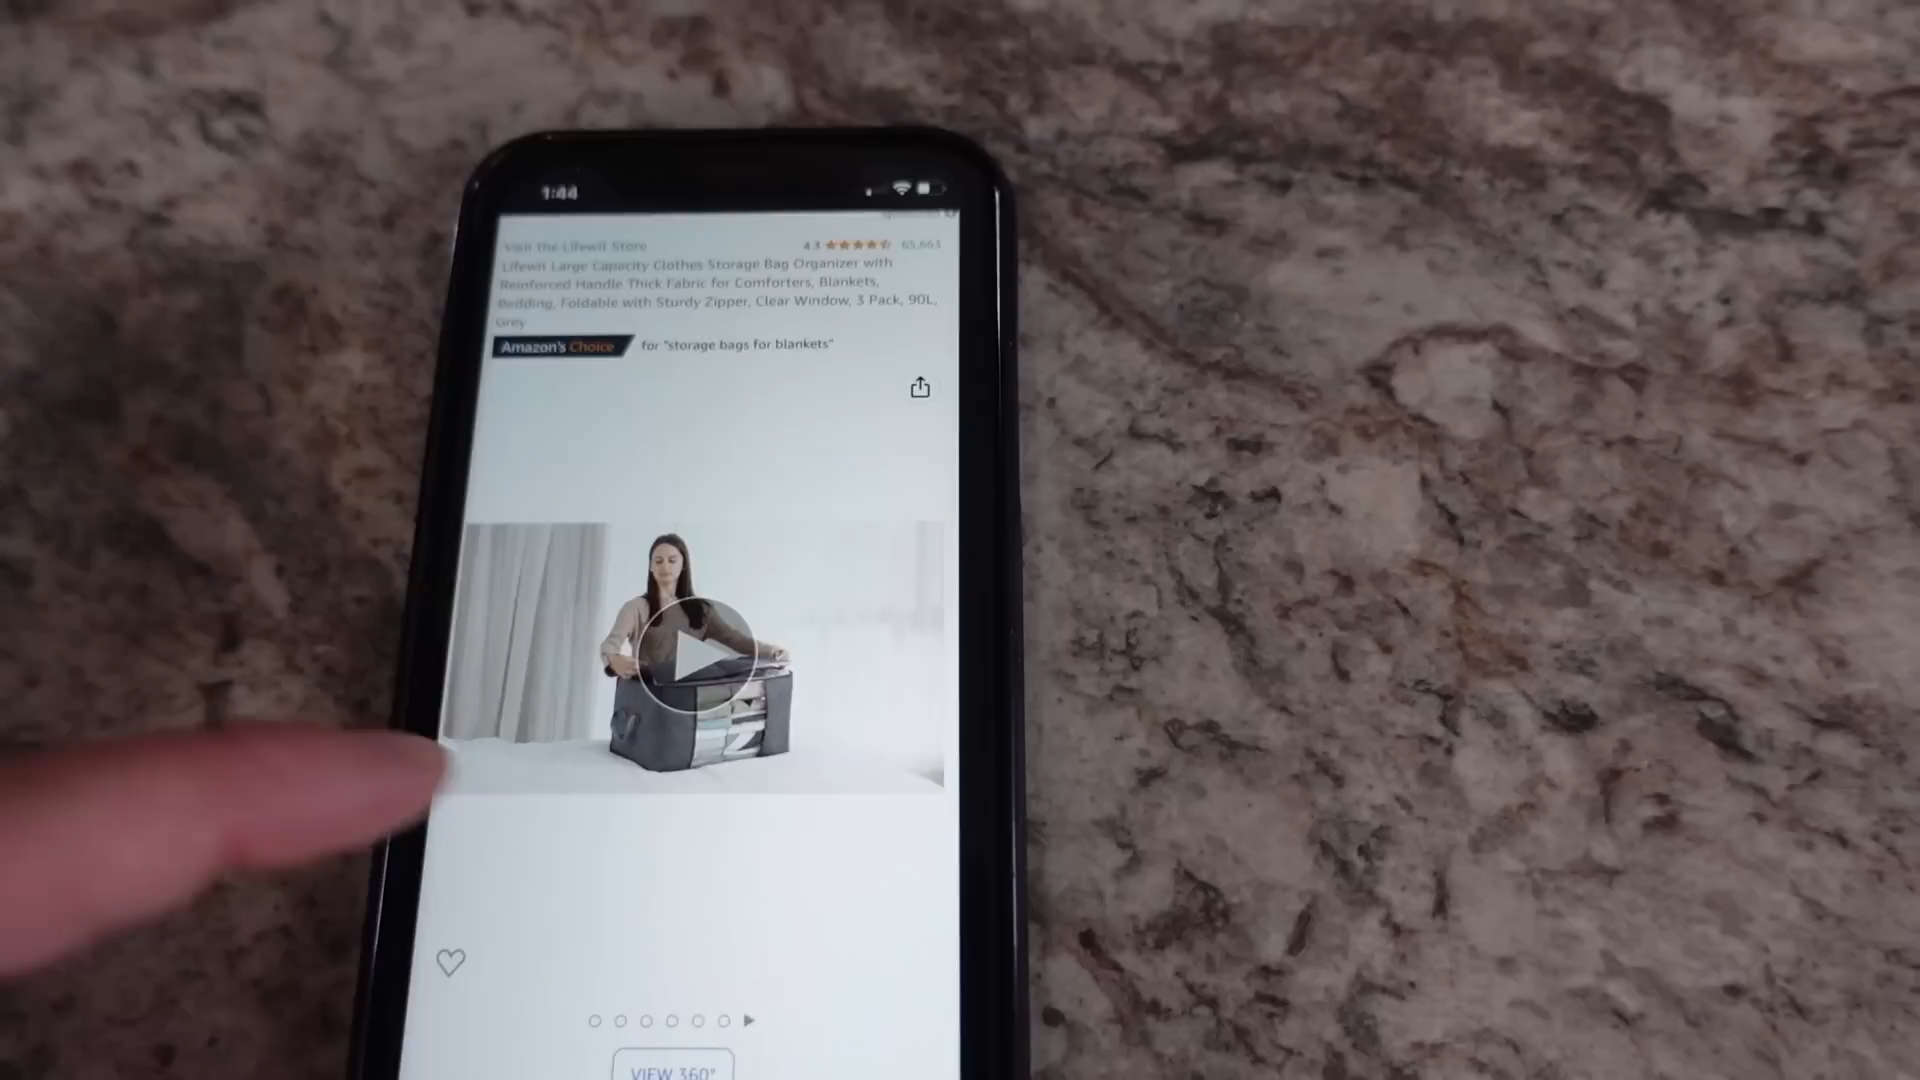 1:44
Visit the Lifewit Store 4.3 65,663
Lifewit Large Capacity Clothes Storage Bag Organizer with
Reinforced Handle Thick Fabric for Comforters, Blankets,
Bedding, Foldable with Sturdy Zipper, Clear Window, 3 Pack, 90L,
Grey
Amazon's Choice for "storage bags for blankets"
VIEW 360°